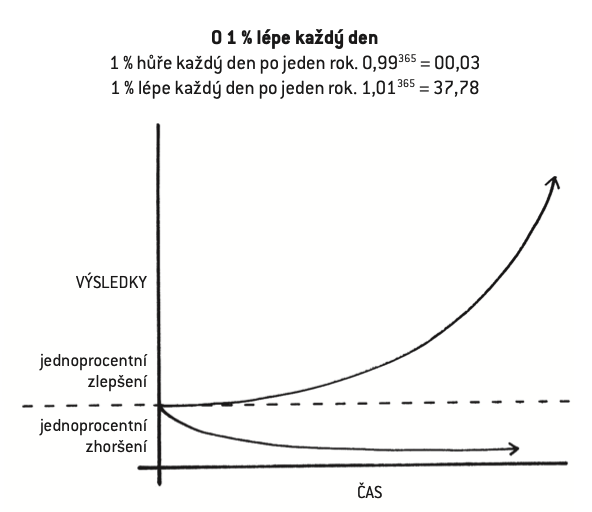 O 1 % lépe každý den
1 % hůře každý den po jeden rok. 0,99³⁶⁵ = 00,03
1 % lépe každý den po jeden rok. 1,01³⁶⁵ = 37,78
VÝSLEDKY
jednoprocentní
zlepšení
jednoprocentní
zhoršení
ČAS